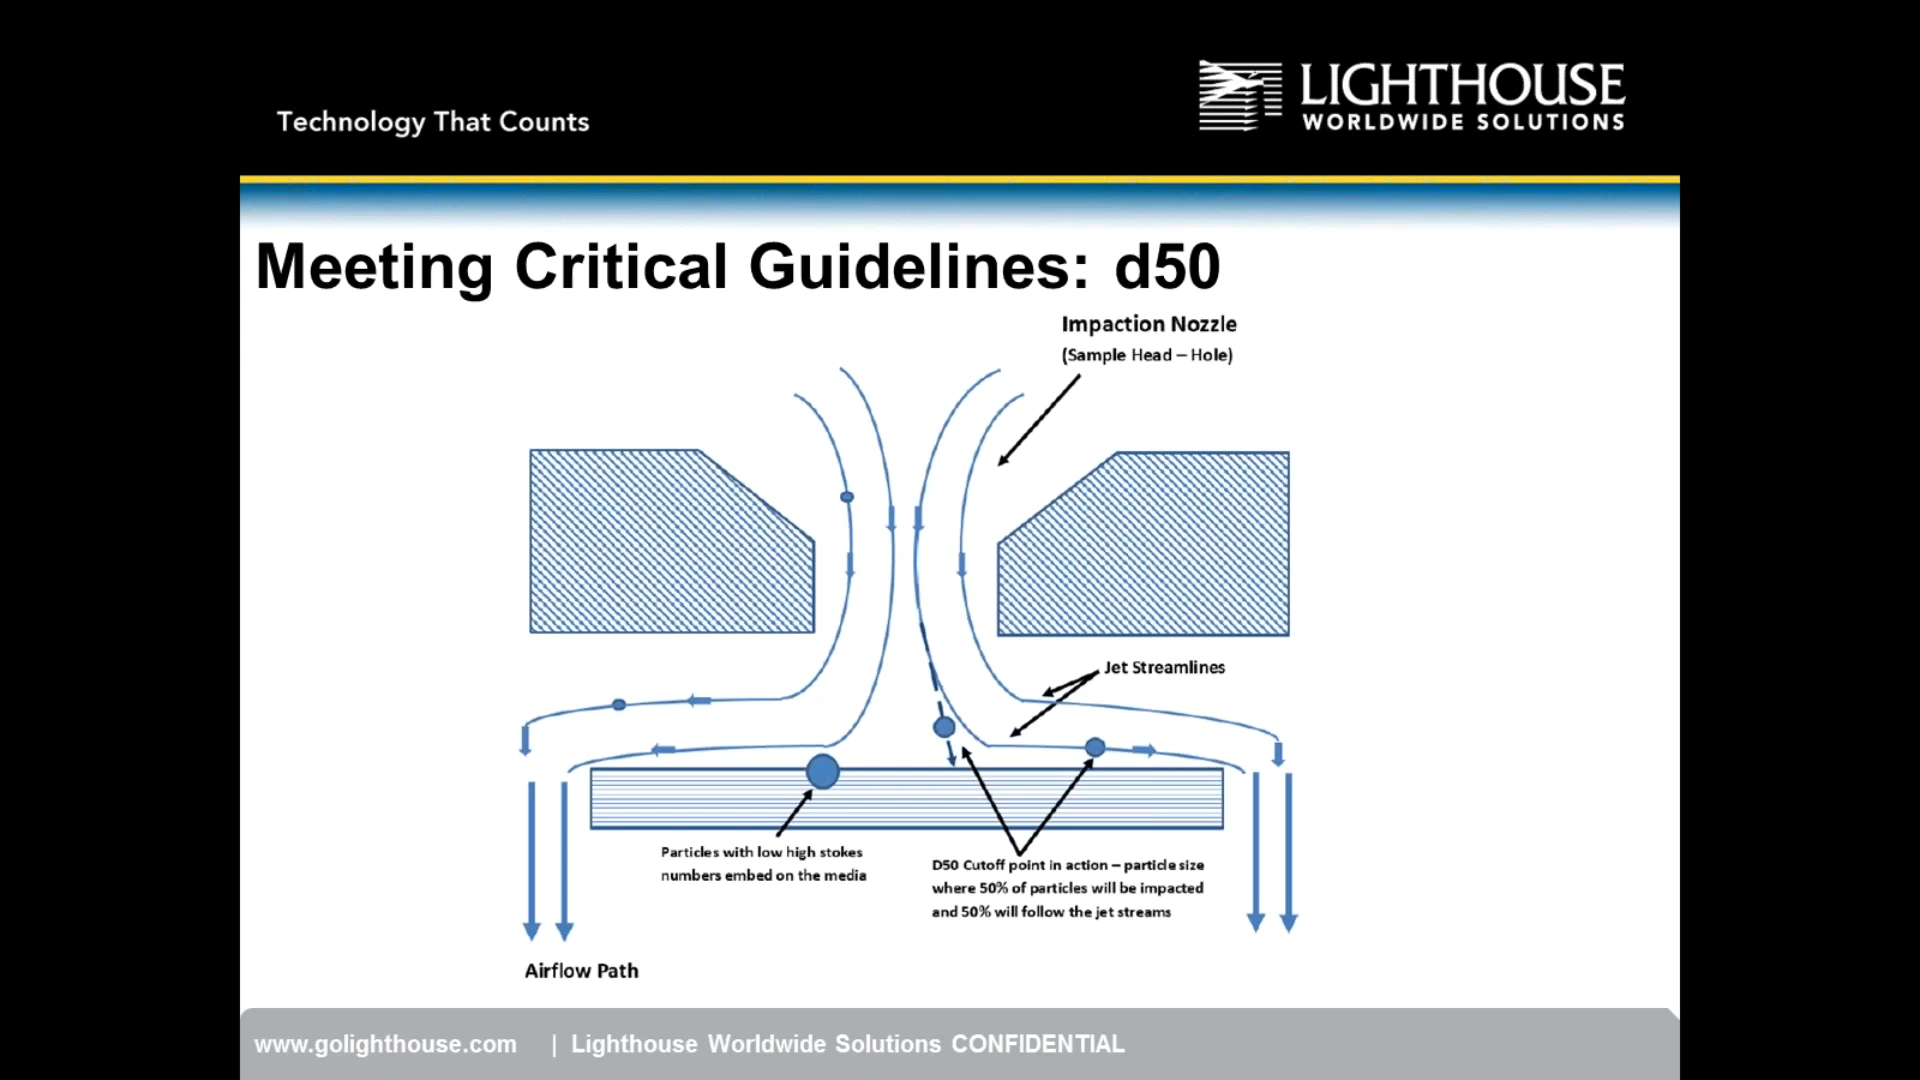 Technology That Counts
LIGHTHOUSE
WORLDWIDE SOLUTIONS
Meeting Critical Guidelines: d50
Impaction Nozzle
(Sample Head – Hole)
Jet Streamlines
Particles with low high stokes
numbers embed on the media
D50 Cutoff point in action – particle size
where 50% of particles will be impacted
and 50% will follow the jet streams
Airflow Path
www.golighthouse.com | Lighthouse Worldwide Solutions CONFIDENTIAL